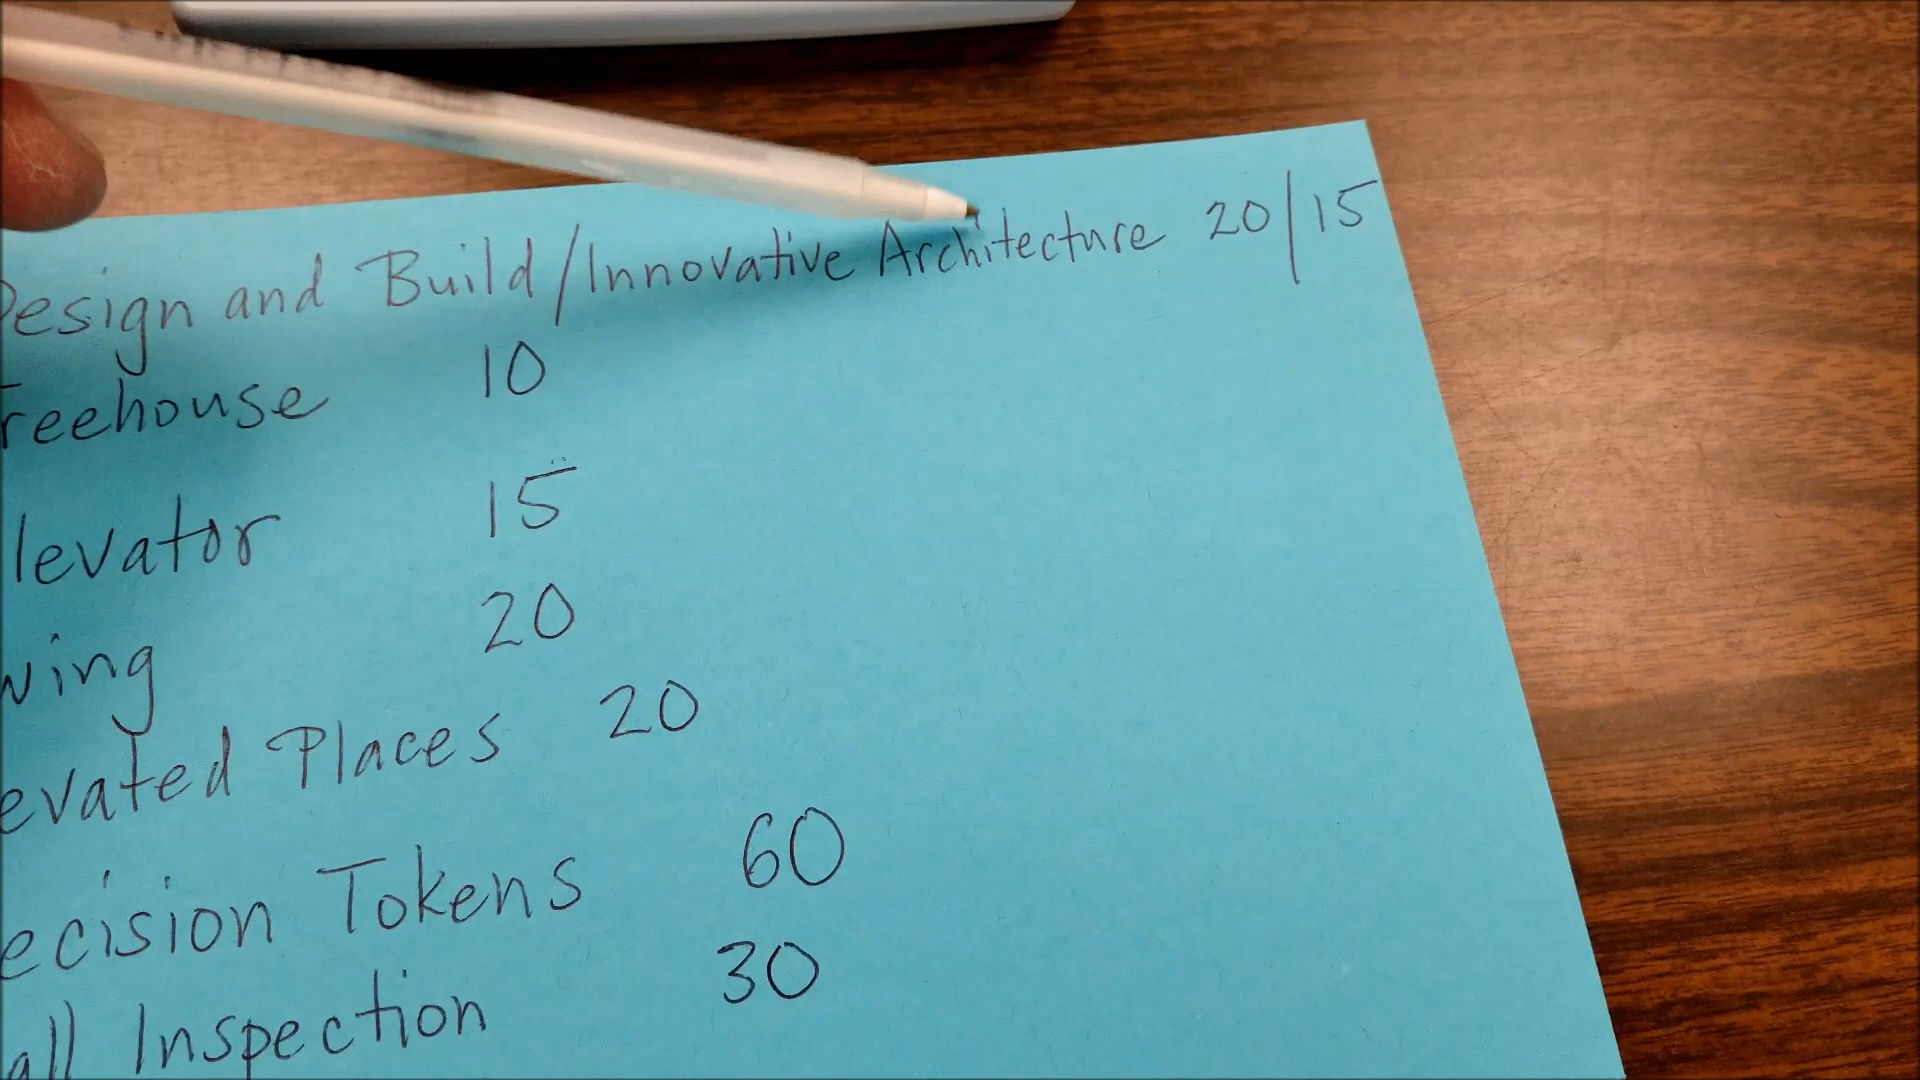 Design and Build/Innovative Architecture 20/15
reehouse 10
levator 15
wing 20
evated Places 20
ecision Tokens 60
all Inspection 30